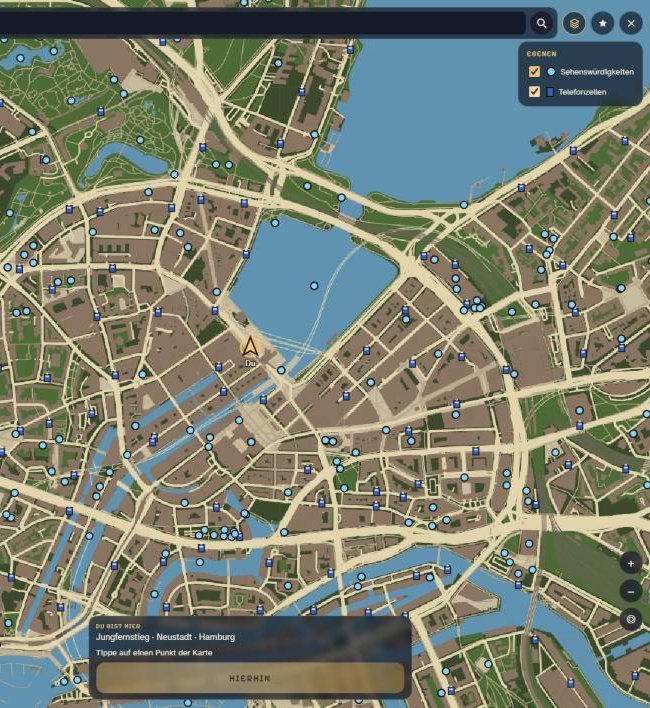 EBENEN
Sehenswürdigkeiten
Telefonzellen
Du
DU BIST HIER
Jungfernstieg · Neustadt · Hamburg
Tippe auf einen Punkt der Karte
HIERHIN